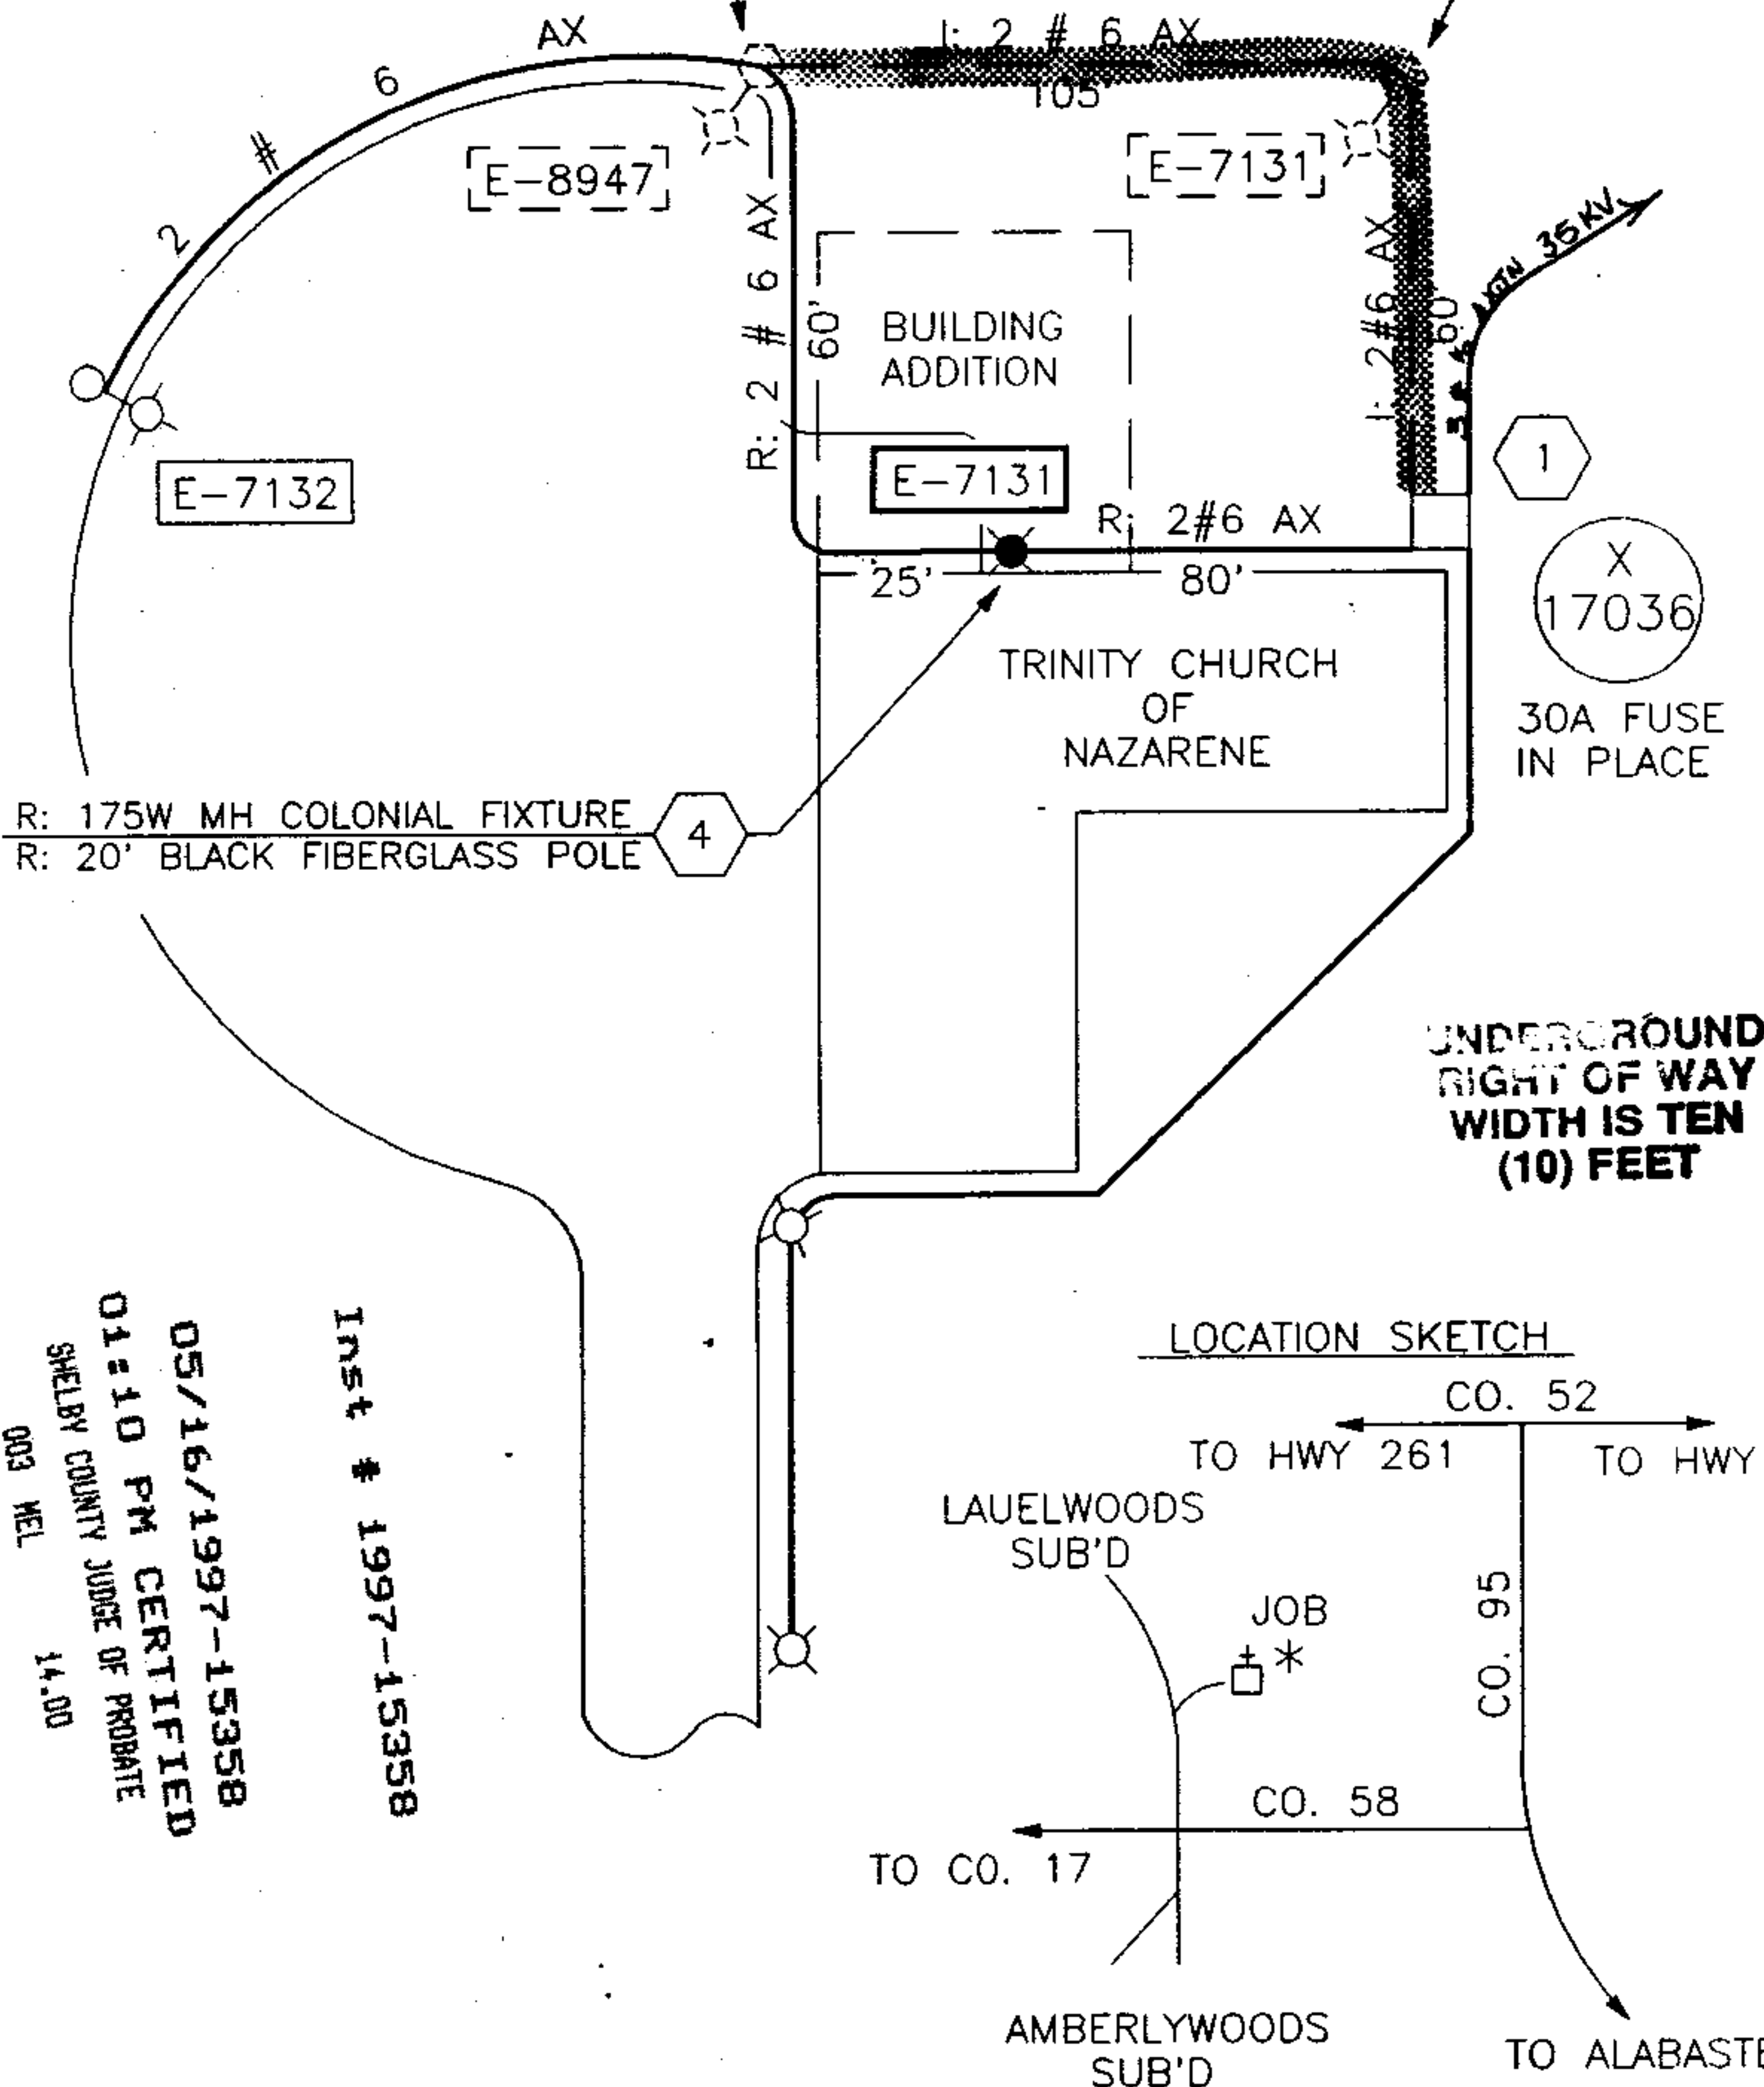 2 # 6 AX
I: 2 # 6 AX
105'
E-8947
E-7131
R: 2 # 6 AX
60'
BUILDING
ADDITION
I: 2#6 AX
60'
35 KV
E-7132
E-7131
R: 2#6 AX
25'
80'
1
X
17036
30A FUSE
IN PLACE
TRINITY CHURCH
OF
NAZARENE
R: 175W MH COLONIAL FIXTURE
R: 20' BLACK FIBERGLASS POLE
4
UNDERGROUND
RIGHT OF WAY
WIDTH IS TEN
(10) FEET
Inst # 1997-15358
05/16/1997-15358
01:10 PM CERTIFIED
SHELBY COUNTY JUDGE OF PROBATE
003 MEL 14.00
LOCATION SKETCH
CO. 52
TO HWY 261
TO HWY
LAUELWOODS
SUB'D
JOB
CO. 95
CO. 58
TO CO. 17
AMBERLYWOODS
SUB'D
TO ALABASTE